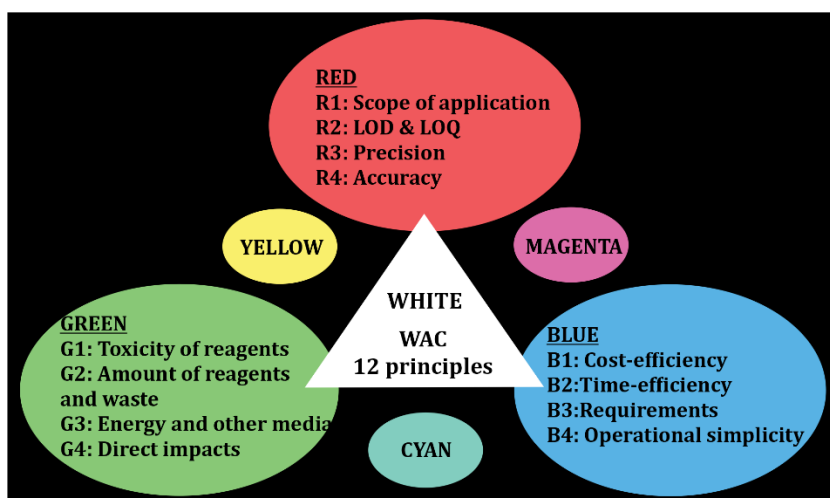 RED
R1: Scope of application
R2: LOD & LOQ
R3: Precision
R4: Accuracy
YELLOW
MAGENTA
WHITE
WAC
12 principles
GREEN
G1: Toxicity of reagents
G2: Amount of reagents
and waste
G3: Energy and other media
G4: Direct impacts
BLUE
B1: Cost-efficiency
B2:Time-efficiency
B3:Requirements
B4: Operational simplicity
CYAN